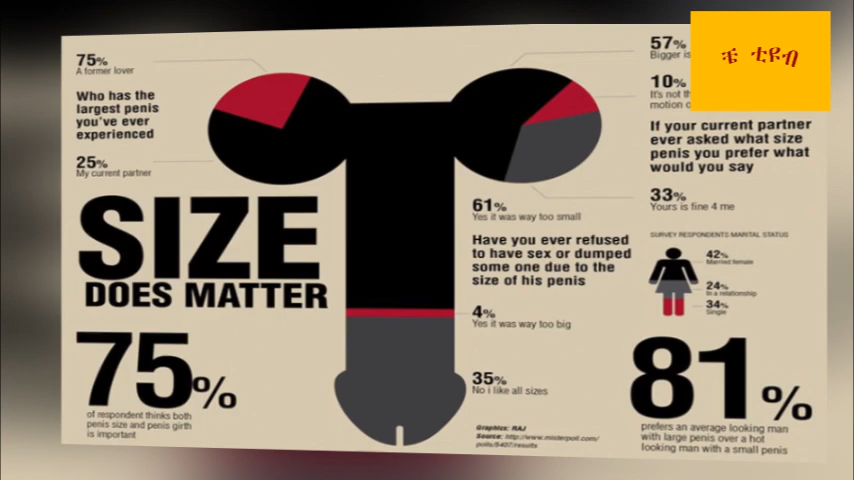 75%
A former lover
Who has the
largest penis
you've ever
experienced
25%
My current partner
SIZE
DOES MATTER
75%
of respondent thinks both
penis size and penis girth
is important
61%
Yes it was way too small
Have you ever refused
to have sex or dumped
some one due to the
size of his penis
4%
Yes it was way too big
35%
No i like all sizes
Graphics: RAJ
Source: http://www.misterpoll.com/
polls/5407/results
57%
Bigger is
10%
It's not
motion
ቼ ቲዩብ
If your current partner
ever asked what size
penis you prefer what
would you say
33%
Yours is fine 4 me
SURVEY RESPONDENTS MARITAL STATUS
42%
Married female
24%
In a relationship
34%
Single
81%
prefers an average looking man
with large penis over a hot
looking man with a small penis